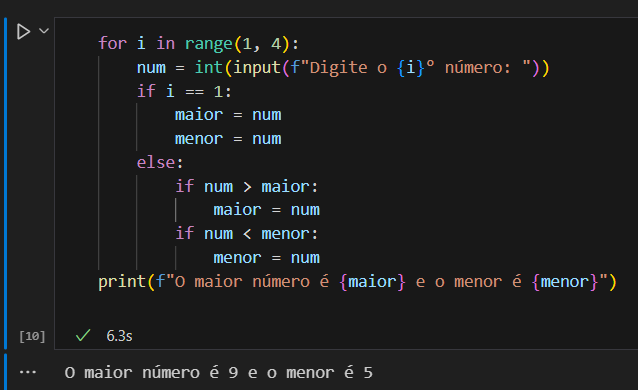 for i in range(1, 4):
    num = int(input(f"Digite o {i}º número: "))
    if i == 1:
        maior = num
        menor = num
    else:
        if num > maior:
            maior = num
        if num < menor:
            menor = num
print(f"O maior número é {maior} e o menor é {menor}")
[10] ✓ 6.3s
... O maior número é 9 e o menor é 5